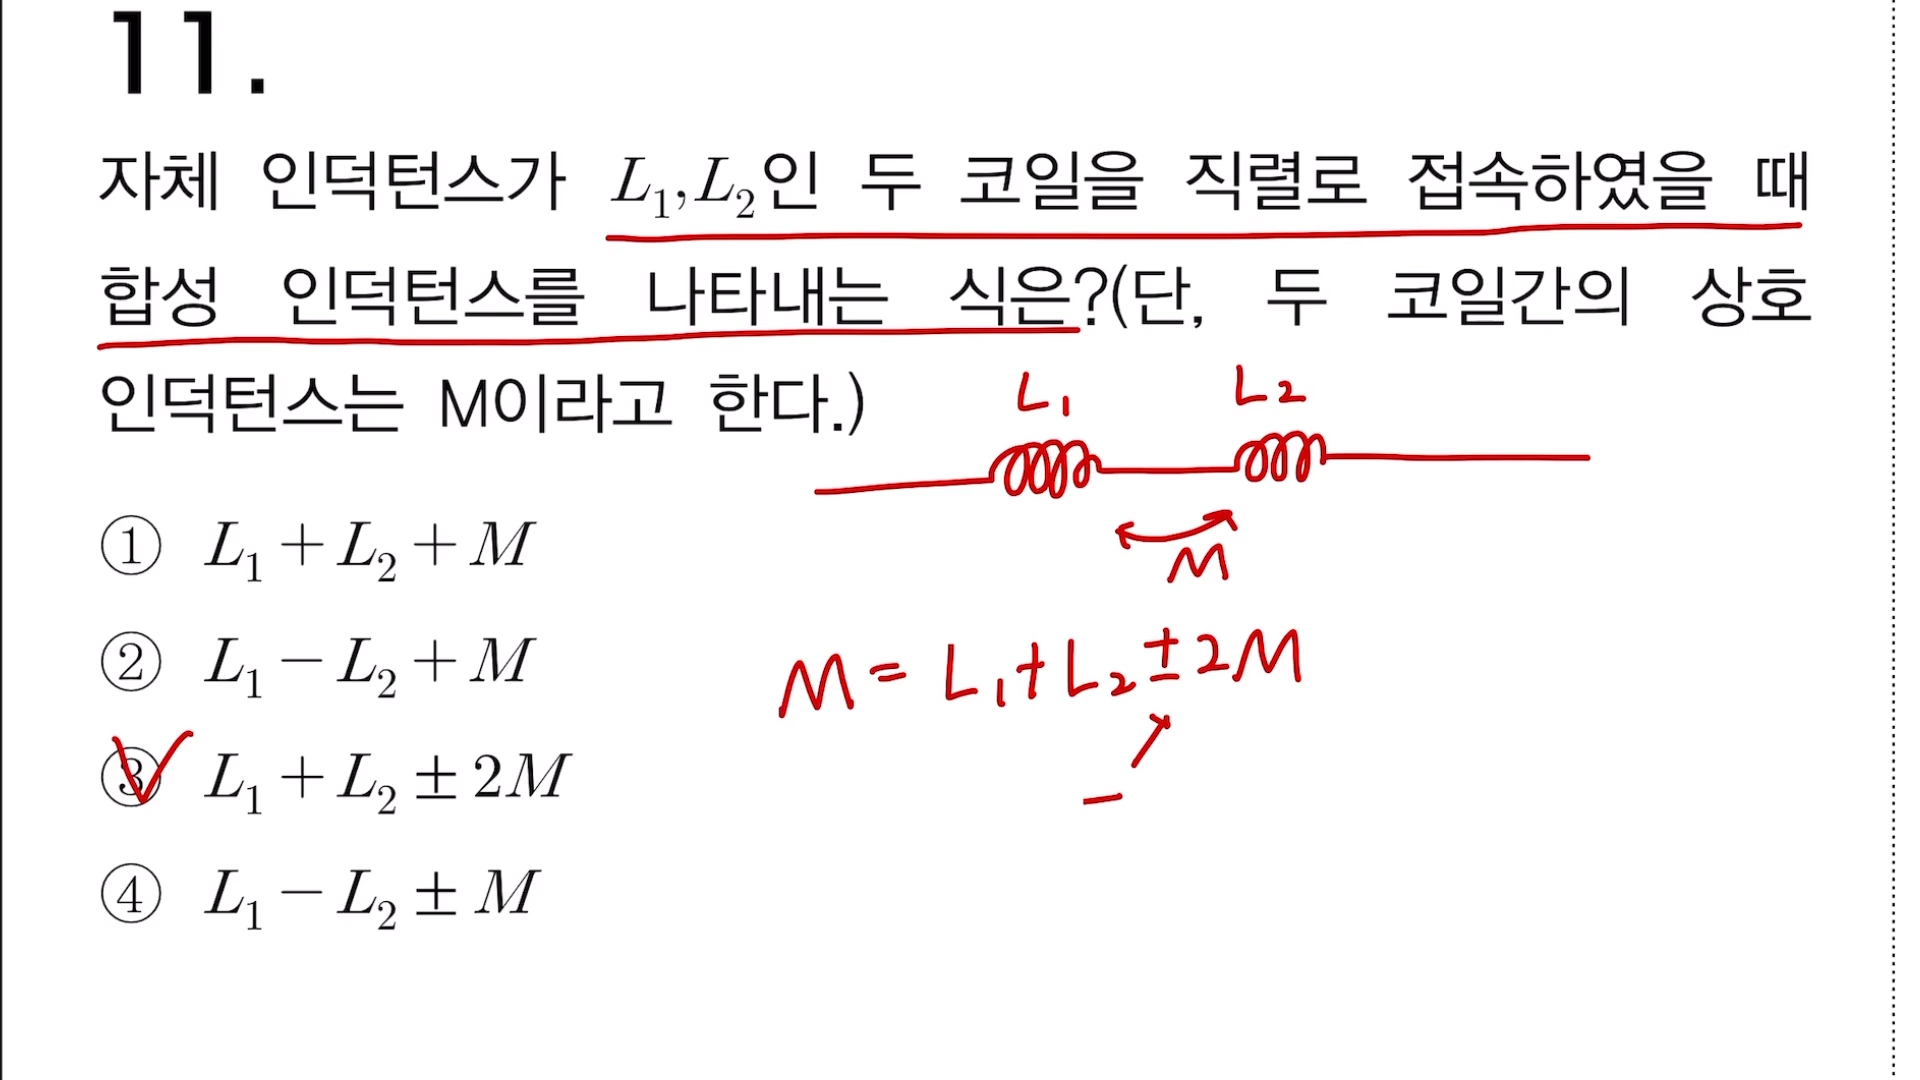 11.
자체 인덕턴스가 L₁,L₂인 두 코일을 직렬로 접속하였을 때
합성 인덕턴스를 나타내는 식은?(단, 두 코일간의 상호
인덕턴스는 M이라고 한다.)
L₁ L₂
M
① L₁+L₂+M
② L₁−L₂+M
M= L₁+L₂±2M
③ L₁+L₂±2M
−
④ L₁−L₂±M